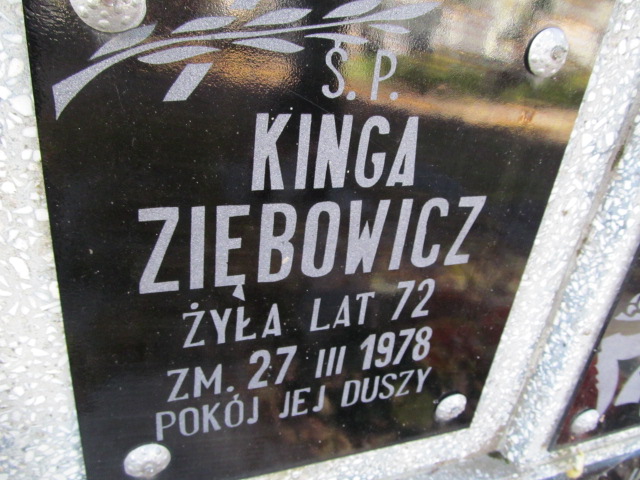 Ś. P.
KINGA
ZIĘBOWICZ
ŻYŁA LAT 72
ZM. 27 III 1978
POKÓJ JEJ DUSZY